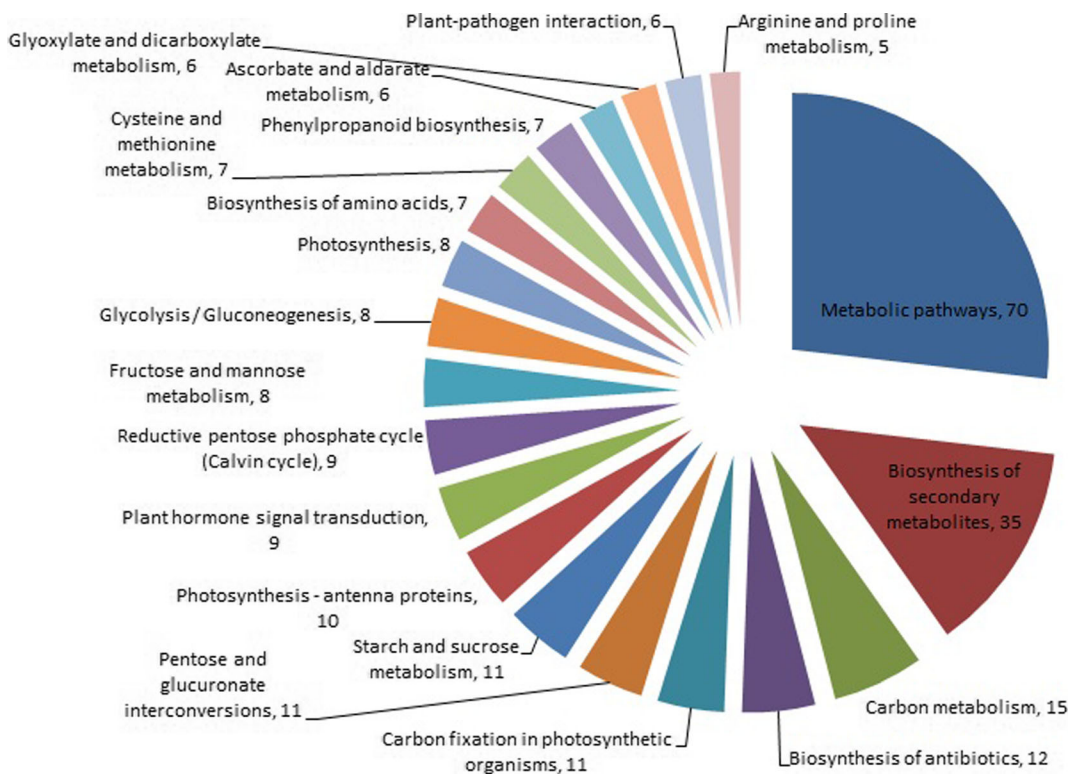 Plant-pathogen interaction, 6
Arginine and proline
metabolism, 5
Glyoxylate and dicarboxylate
metabolism, 6
Ascorbate and aldarate
metabolism, 6
Phenylpropanoid biosynthesis, 7
Cysteine and
methionine
metabolism, 7
Biosynthesis of amino acids, 7
Photosynthesis, 8
Glycolysis / Gluconeogenesis, 8
Metabolic pathways, 70
Fructose and mannose
metabolism, 8
Reductive pentose phosphate cycle
(Calvin cycle), 9
Biosynthesis of
secondary
metabolites, 35
Plant hormone signal transduction,
9
Photosynthesis - antenna proteins,
10
Starch and sucrose
metabolism, 11
Pentose and
glucuronate
interconversions, 11
Carbon metabolism, 15
Carbon fixation in photosynthetic
organisms, 11
Biosynthesis of antibiotics, 12